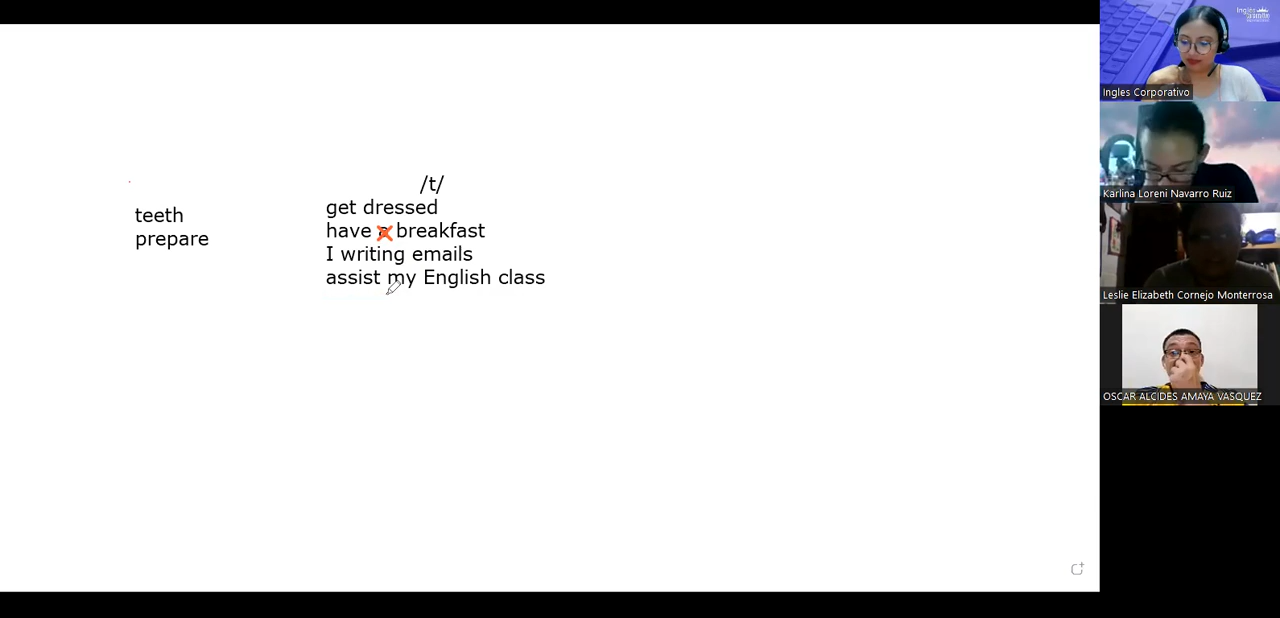 /t/
get dressed
have a breakfast
I writing emails
assist my English class
teeth
prepare
Ingles Corporativo
Karlina Loreni Navarro Ruiz
Leslie Elizabeth Cornejo Monterrosa
OSCAR ALCIDES AMAYA VASQUEZ